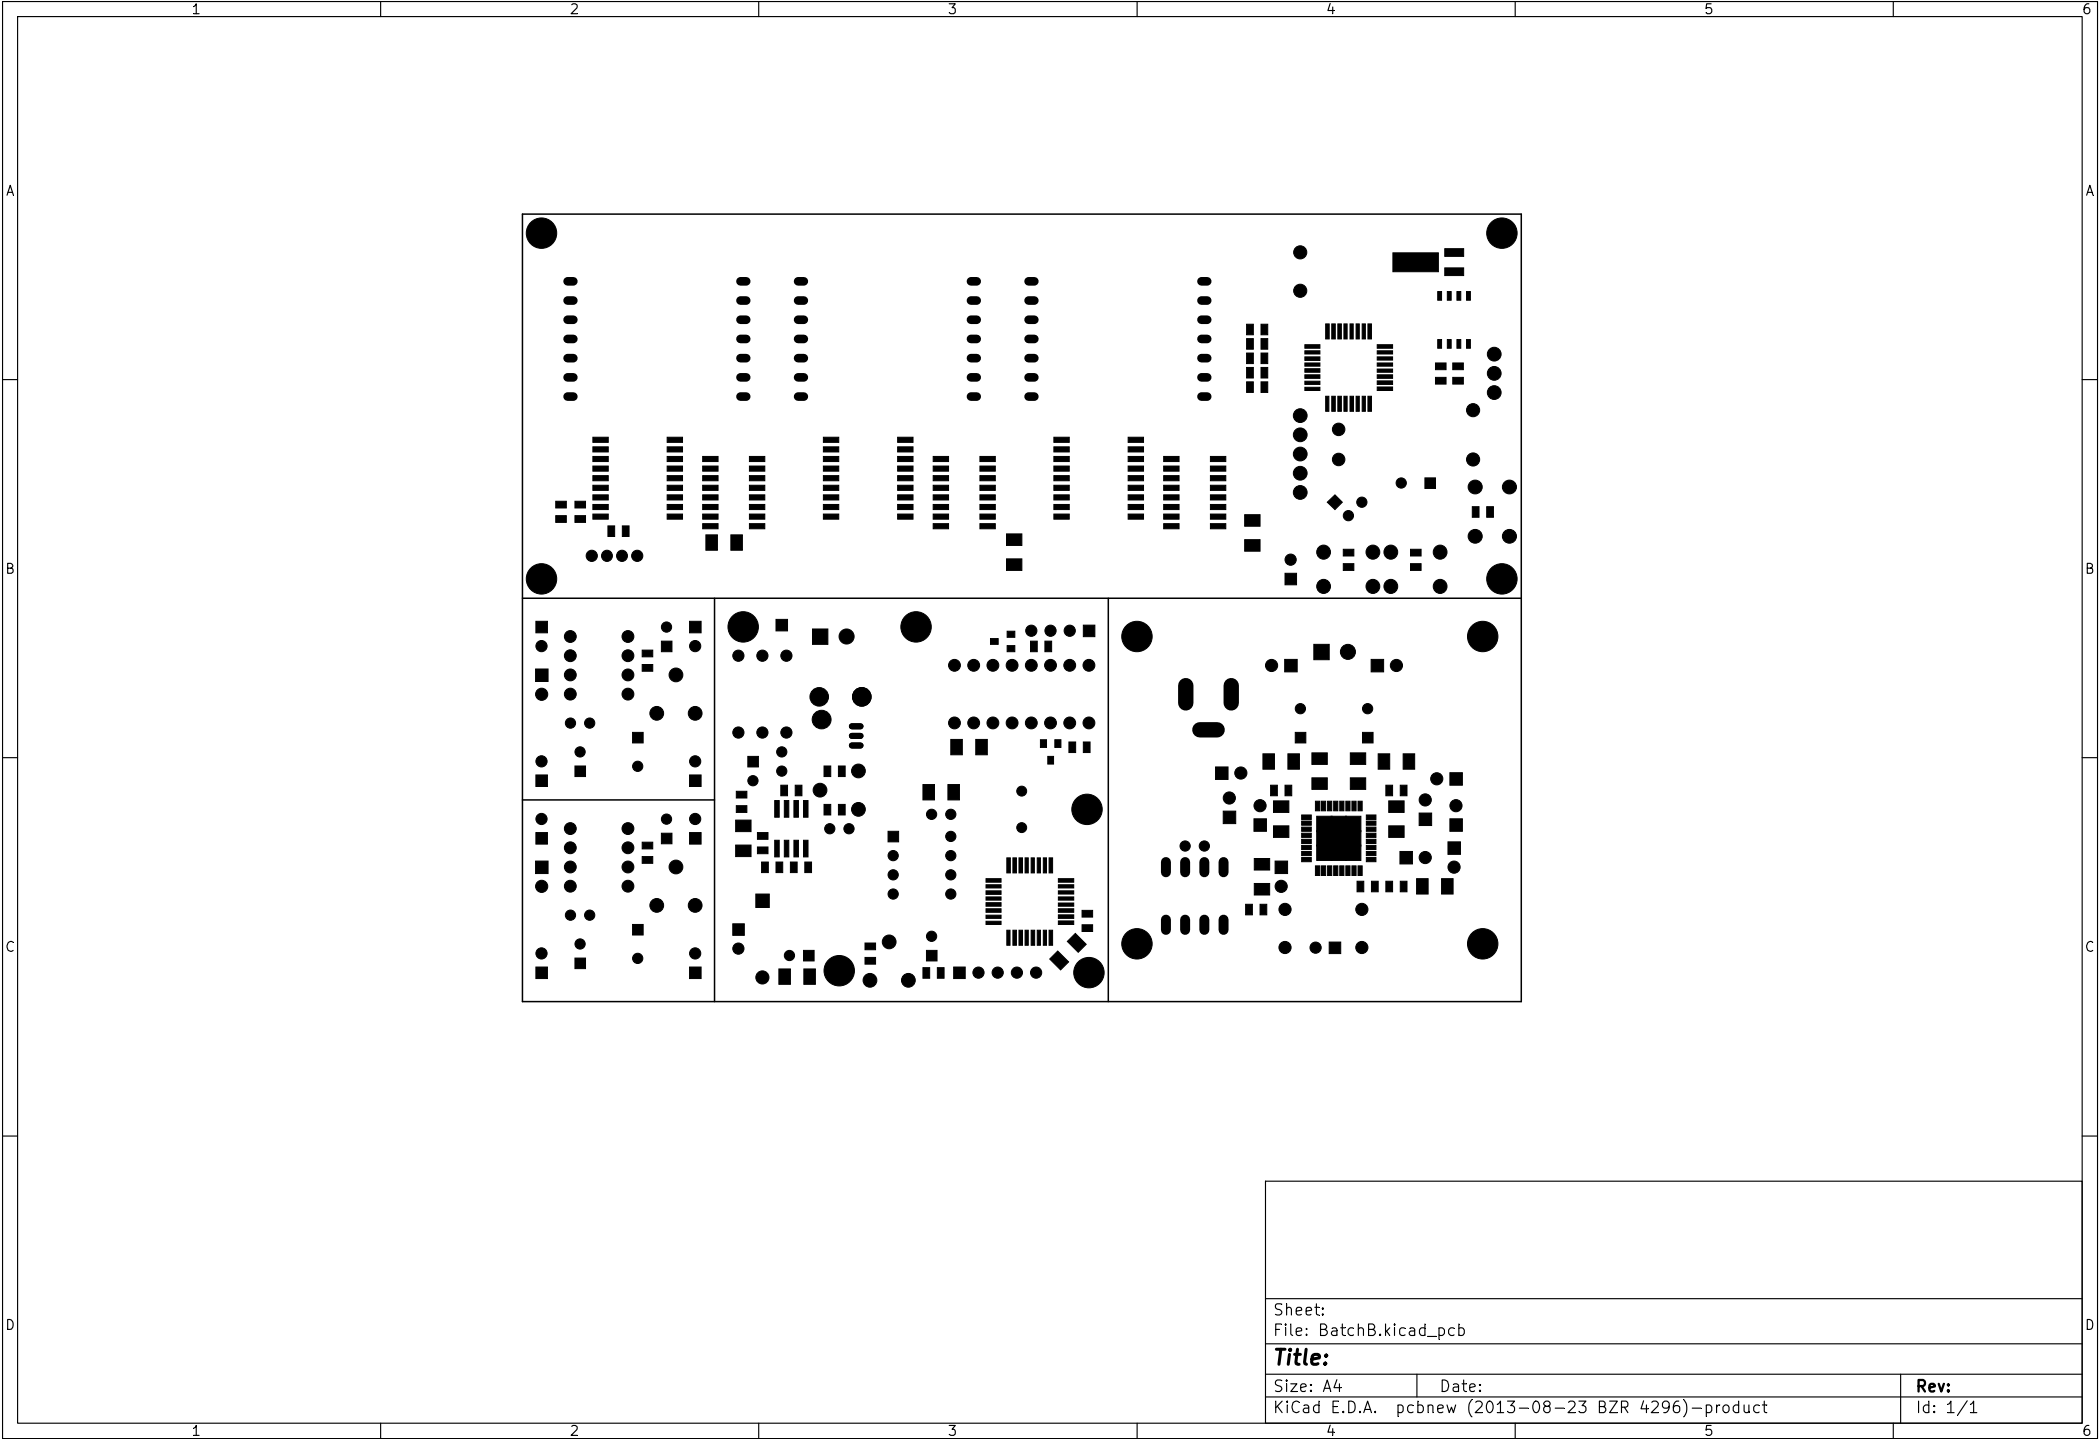 1 2 3 4 5 6
A A
B B
C C
Sheet:
File: BatchB.kicad_pcb
D D
Title:
Size: A4 Date: Rev:
KiCad E.D.A. pcbnew (2013-08-23 BZR 4296)-product Id: 1/1
1 2 3 4 5 6